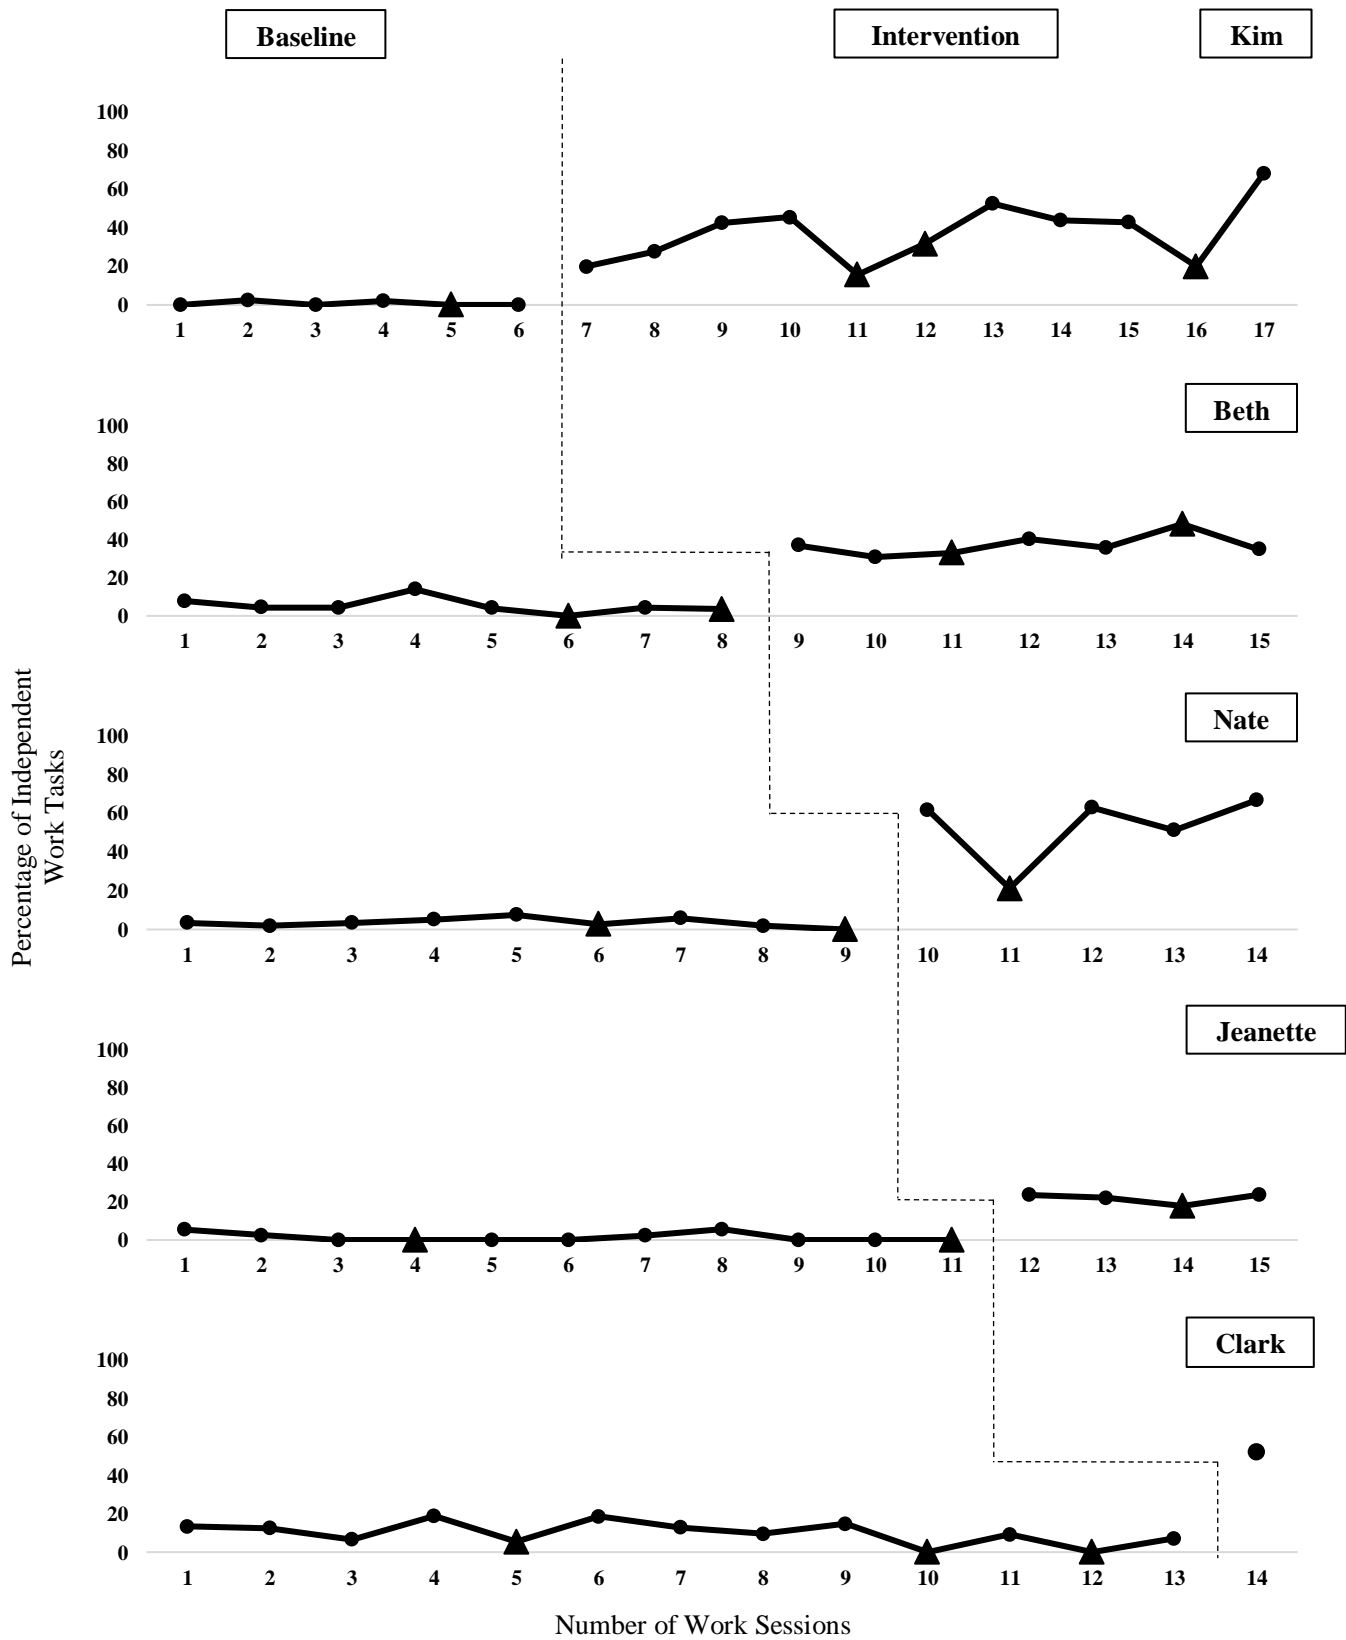 Baseline
Intervention
Kim
100
80
60
40
20
0
1 2 3 4 5 6 7 8 9 10 11 12 13 14 15 16 17
Beth
100
80
60
40
20
0
1 2 3 4 5 6 7 8 9 10 11 12 13 14 15
Percentage of Independent
Work Tasks
Nate
100
80
60
40
20
0
1 2 3 4 5 6 7 8 9 10 11 12 13 14
Jeanette
100
80
60
40
20
0
1 2 3 4 5 6 7 8 9 10 11 12 13 14 15
Clark
100
80
60
40
20
0
1 2 3 4 5 6 7 8 9 10 11 12 13 14
Number of Work Sessions